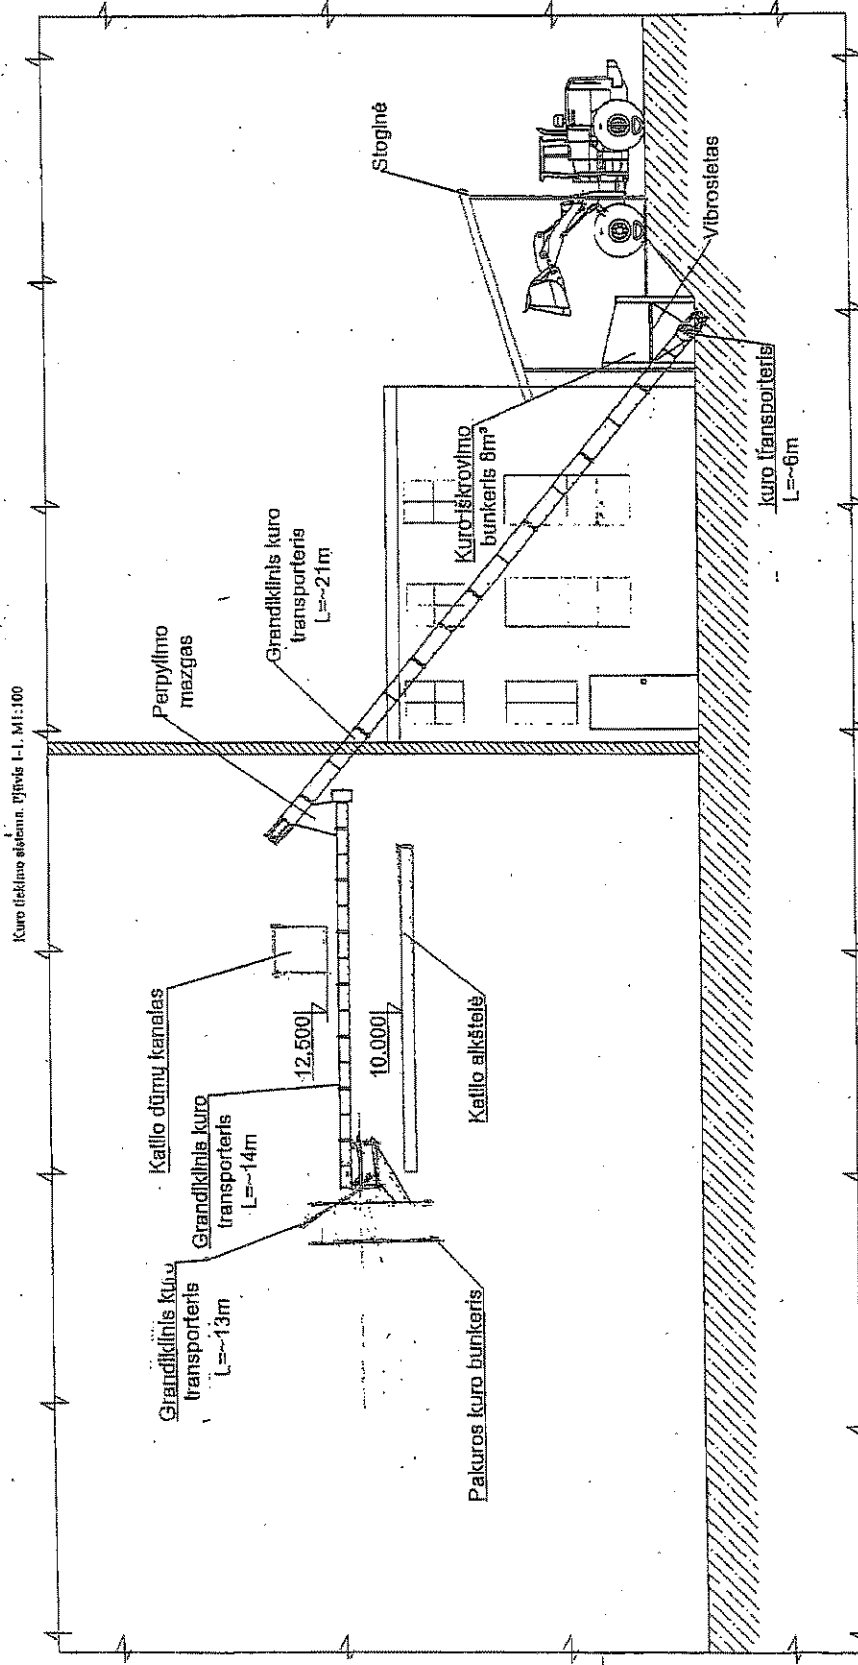 Kuro tiekimo sistema. Pjūvis 1-1. M1:100
Grandiklinis kuro
transporteris
L=~13m
Grandiklinis kuro
transporteris
L=~14m
Katilo dūmų kanalas
12.500
10.000
Pakuros kuro bunkeris
Katilo aikštelė
Perpylimo
mazgas
Grandiklinis kuro
transporteris
L=~21m
Kuro iškrovimo
bunkeris 8m³
Stoginė
Vibrosietas
kuro transporteris
L=~6m